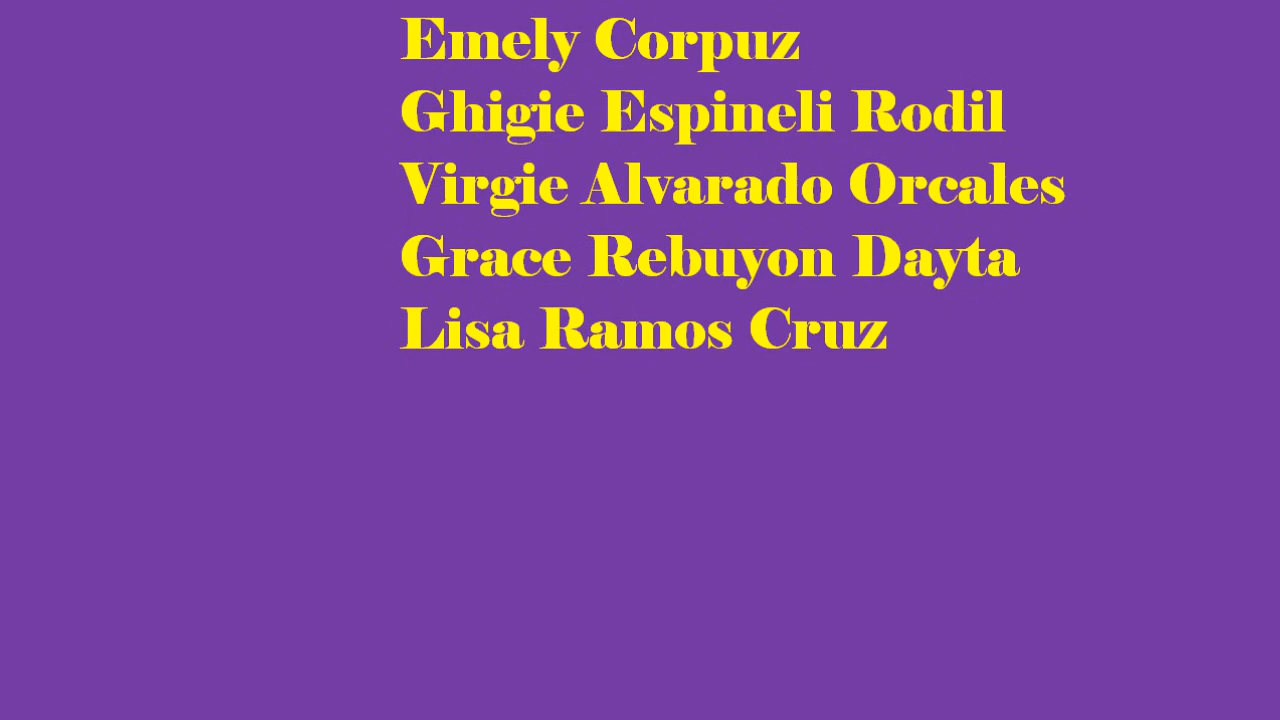 Emely Corpuz
Ghigie Espineli Rodil
Virgie Alvarado Orcales
Grace Rebuyon Dayta
Lisa Ramos Cruz